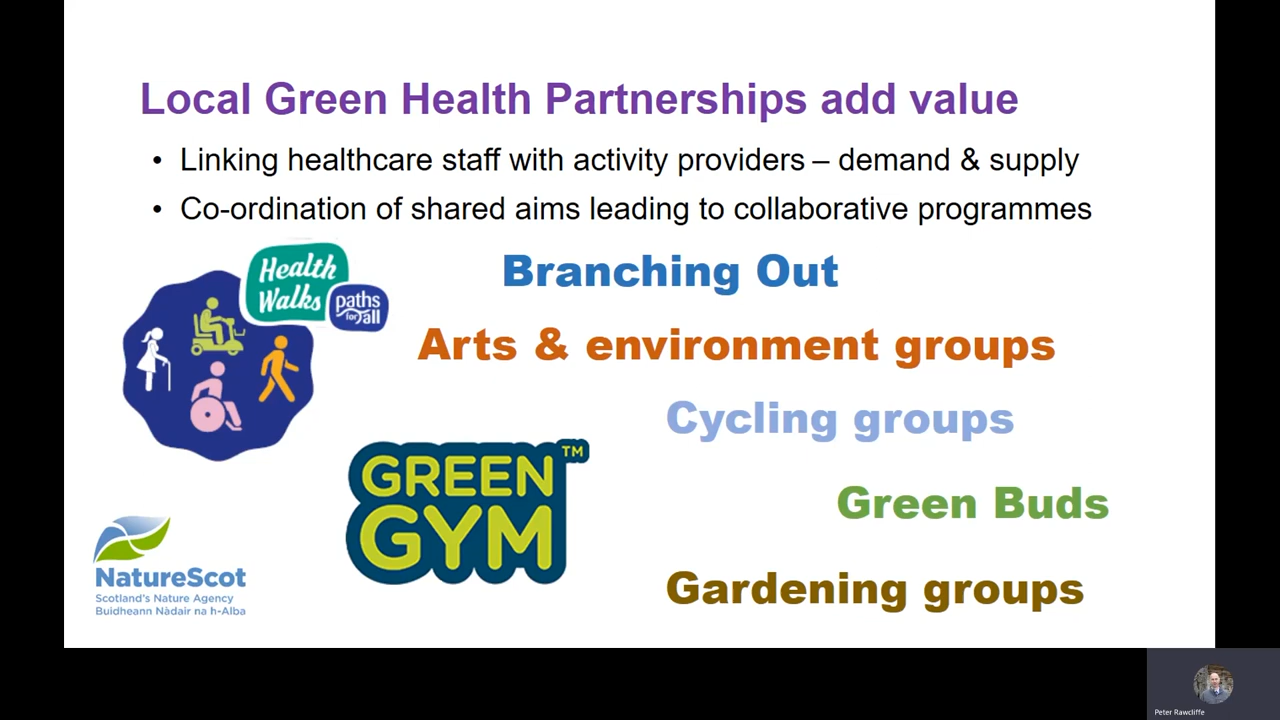 Local Green Health Partnerships add value
• Linking healthcare staff with activity providers – demand & supply
• Co-ordination of shared aims leading to collaborative programmes
Health
Walks
paths
for all
Branching Out
Arts & environment groups
Cycling groups
GREEN
GYM
TM
Green Buds
Gardening groups
NatureScot
Scotland's Nature Agency
Buidheann Nàdair na h-Alba
Peter Rawcliffe